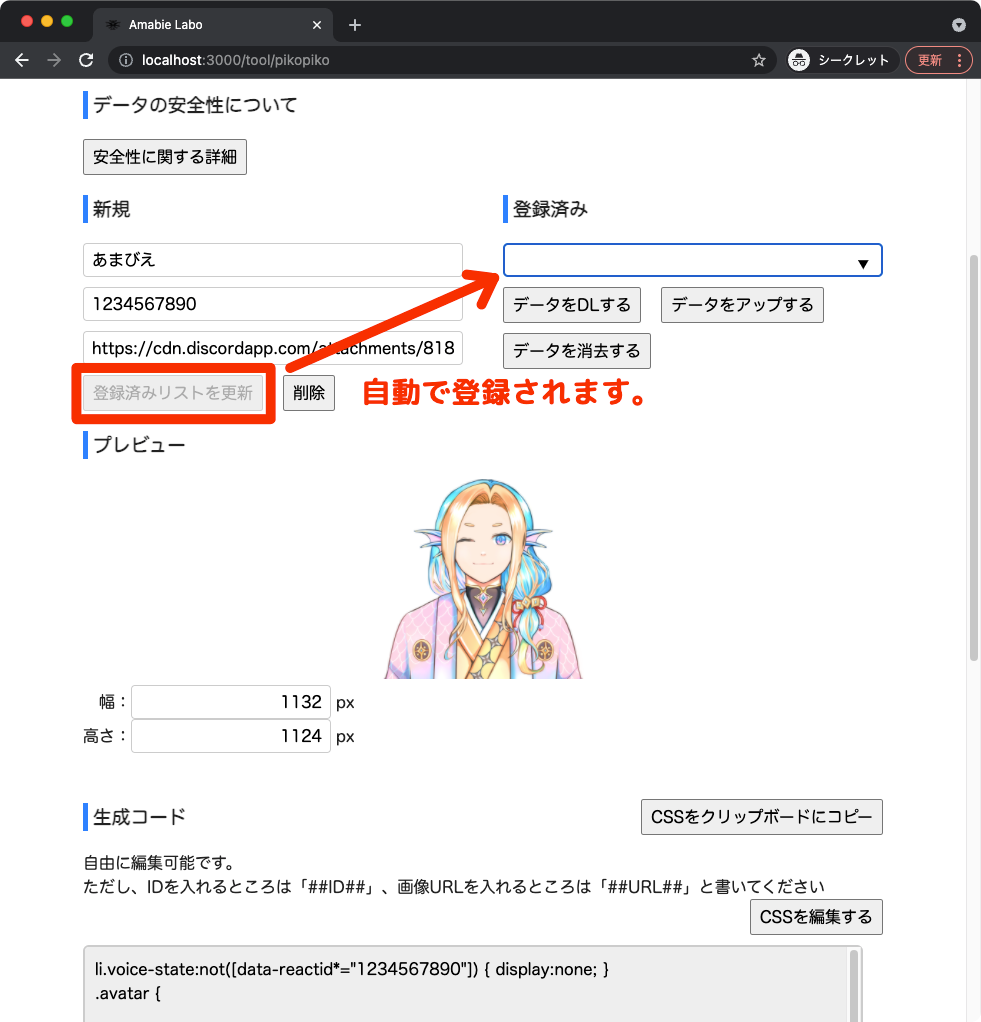 Amabie Labo
localhost:3000/tool/pikopiko
シークレット
更新
データの安全性について
安全性に関する詳細
新規
登録済み
あまびえ
1234567890
データをDLする
データをアップする
https://cdn.discordapp.com/attachments/818
データを消去する
登録済みリストを更新
削除
自動で登録されます。
プレビュー
幅： 1132 px
高さ： 1124 px
生成コード
CSSをクリップボードにコピー
自由に編集可能です。
ただし、IDを入れるところは「##ID##」、画像URLを入れるところは「##URL##」と書いてください
CSSを編集する
li.voice-state:not([data-reactid*="1234567890"]) { display:none; }
.avatar {